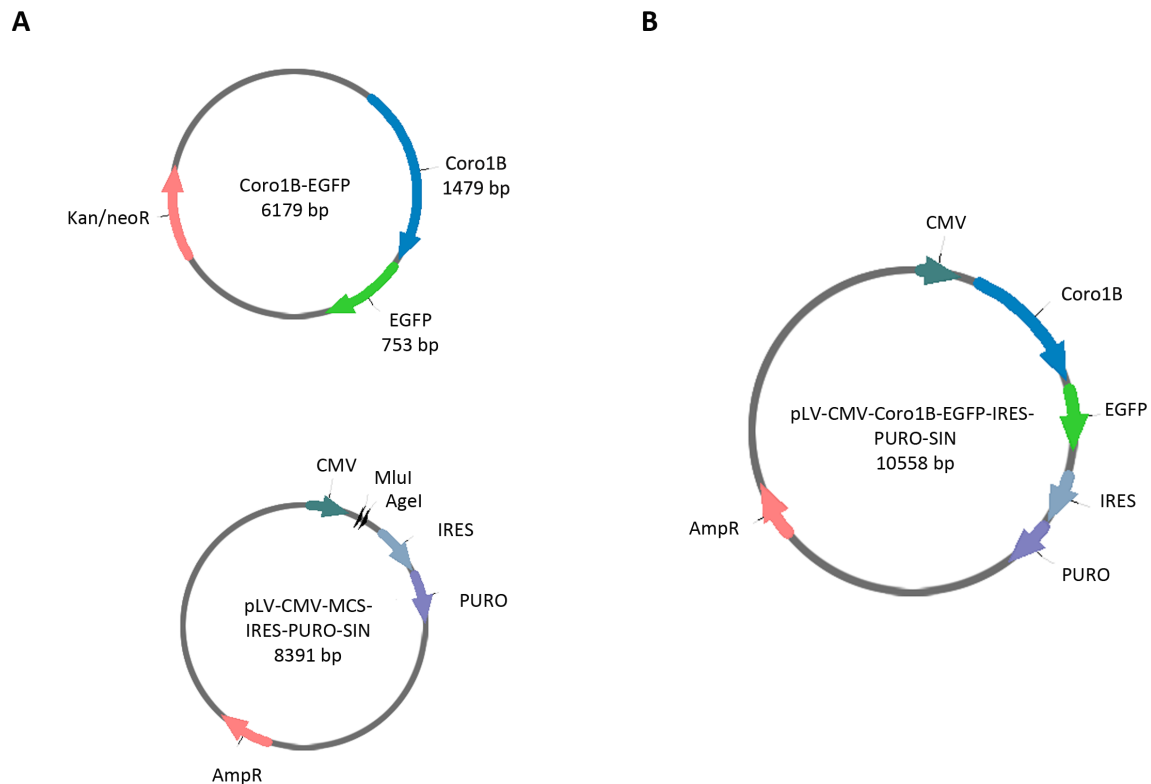 A
B
Coro1B-EGFP
6179 bp
Coro1B
1479 bp
Kan/neoR
EGFP
753 bp
CMV
MluI
AgeI
IRES
PURO
pLV-CMV-MCS-
IRES-PURO-SIN
8391 bp
AmpR
CMV
Coro1B
EGFP
pLV-CMV-Coro1B-EGFP-IRES-
PURO-SIN
10558 bp
IRES
AmpR
PURO